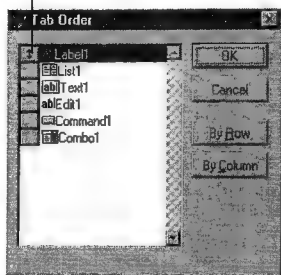 Tab Order
Label1
List1
Text1
Edit1
Command1
Combo1
OK
Cancel
By Row
By Column